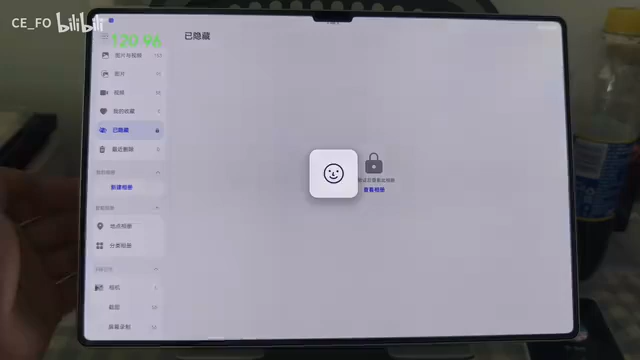 CE_FO bilibili
120 96
已隐藏
图片与视频
图片
视频
我的收藏
已隐藏
最近删除
新建相册
地点相册
分类相册
相机
截图
屏幕录制
查看相册